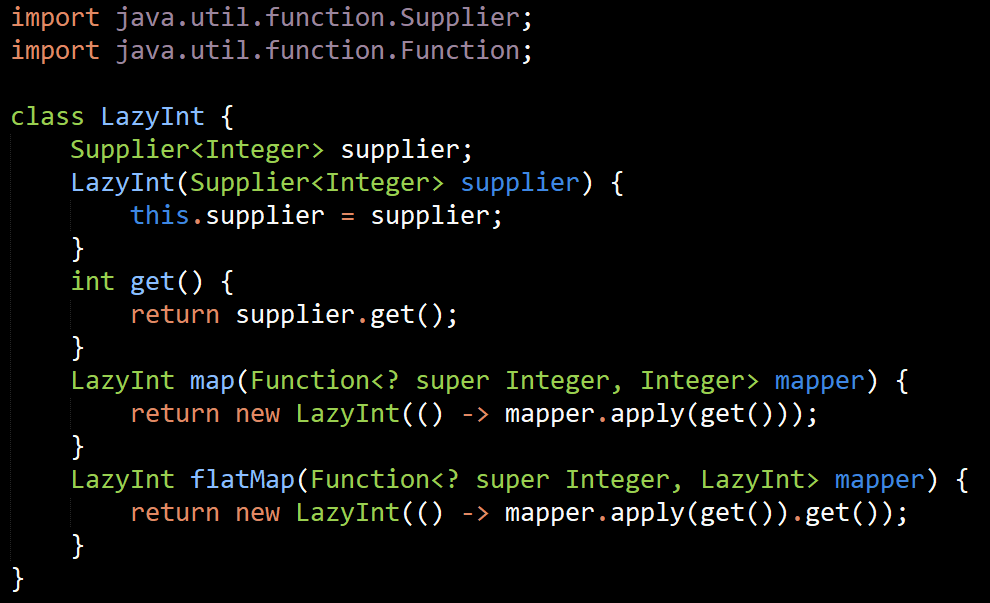 import java.util.function.Supplier;
import java.util.function.Function;

class LazyInt {
    Supplier<Integer> supplier;
    LazyInt(Supplier<Integer> supplier) {
        this.supplier = supplier;
    }
    int get() {
        return supplier.get();
    }
    LazyInt map(Function<? super Integer, Integer> mapper) {
        return new LazyInt(() -> mapper.apply(get()));
    }
    LazyInt flatMap(Function<? super Integer, LazyInt> mapper) {
        return new LazyInt(() -> mapper.apply(get()).get());
    }
}